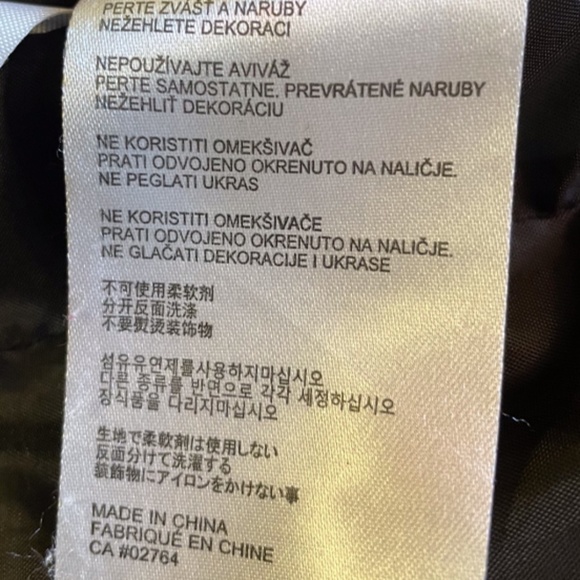 PERTE ZVÁŠŤ A NARUBY
NEŽEHLETE DEKORACI
NEPOUŽÍVAJTE AVIVÁŽ
PERTE SAMOSTATNE. PREVRÁTENÉ NARUBY
NEŽEHLIŤ DEKORÁCIU
NE KORISTITI OMEKŠIVAČ
PRATI ODVOJENO OKRENUTO NA NALIČJE.
NE PEGLATI UKRAS
NE KORISTITI OMEKŠIVAČE
PRATI ODVOJENO OKRENUTO NA NALIČJE.
NE GLAČATI DEKORACIJE I UKRASE
不可使用柔软剂
分开反面洗涤
不要熨烫装饰物
섬유유연제를사용하지마십시오
다른 종류를 반면으로 각각 세정하십시오
장식품을 다리지마십시오
生地で柔軟剤は使用しない
反面分けて洗濯する
装飾物にアイロンをかけない事
MADE IN CHINA
FABRIQUÉ EN CHINE
CA #02764